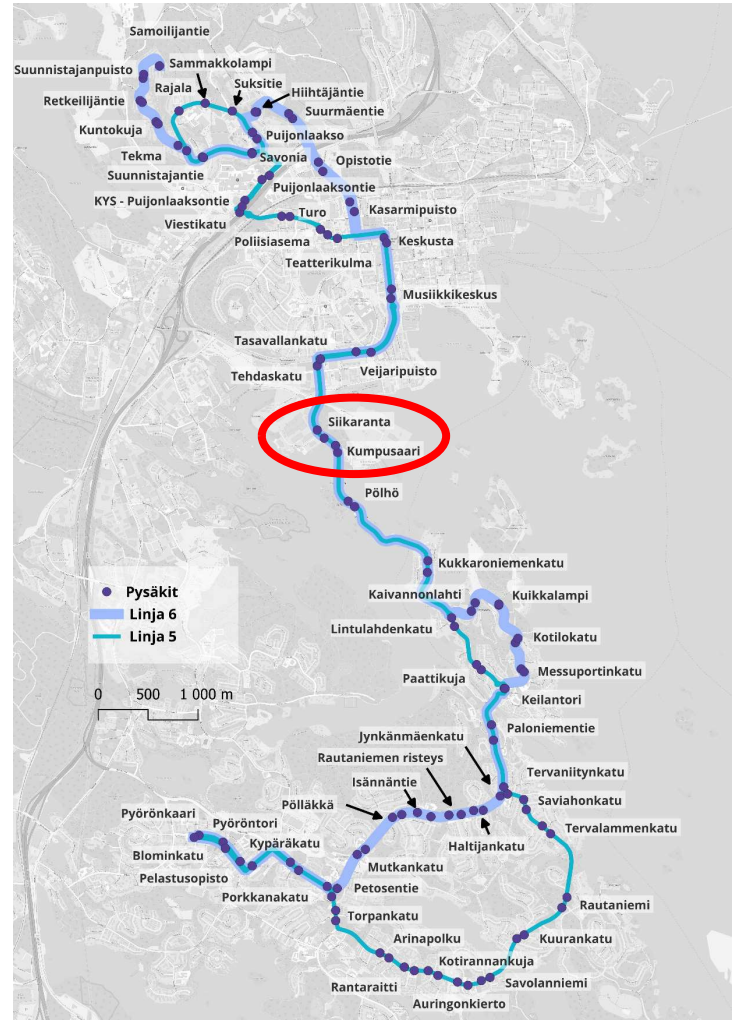 Samoilijantie
Sammakkolampi
Suunnistajanpuisto
Rajala
Suksitie
Hiihtäjäntie
Retkeilijäntie
Suurmäentie
Kuntokuja
Puijonlaakso
Tekma
Savonia
Opistotie
Suunnistajantie
Puijonlaaksontie
KYS - Puijonlaaksontie
Turo
Kasarmipuisto
Viestikatu
Poliisiasema
Keskusta
Teatterikulma
Musiikkikeskus
Tasavallankatu
Veijaripuisto
Tehdaskatu
Siikaranta
Kumpusaari
Pölhö
Kukkaroniemenkatu
Kaivannonlahti
Kuikkalampi
Lintulahdenkatu
Kotilokatu
Paattikuja
Messuportinkatu
Keilantori
Pysäkit
Linja 6
Linja 5
0 500 1 000 m
Paloniementie
Jynkänmäenkatu
Rautaniemen risteys
Tervaniitynkatu
Isännäntie
Saviahonkatu
Pölläkkä
Pyörönkaari
Pyöröntori
Tervalammenkatu
Kypäräkatu
Haltijankatu
Blominkatu
Mutkankatu
Pelastusopisto
Petosentie
Porkkanakatu
Rautaniemi
Torpankatu
Arinapolku
Kuurankatu
Kotirannankuja
Rantaraitti
Savolanniemi
Auringonkierto